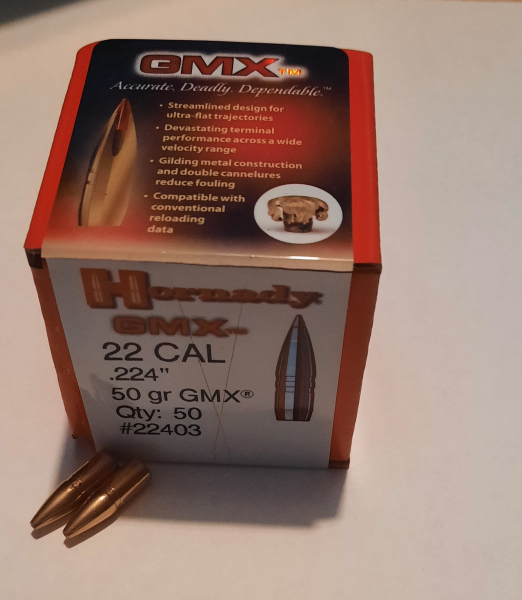 GMX™
Accurate. Deadly. Dependable.™
• Streamlined design for
ultra-flat trajectories
• Devastating terminal
performance across a wide
velocity range
• Gilding metal construction
and double cannelures
reduce fouling
• Compatible with
conventional
reloading
data
Hornady®
GMX™
22 CAL
.224"
50 gr GMX®
Qty: 50
#22403